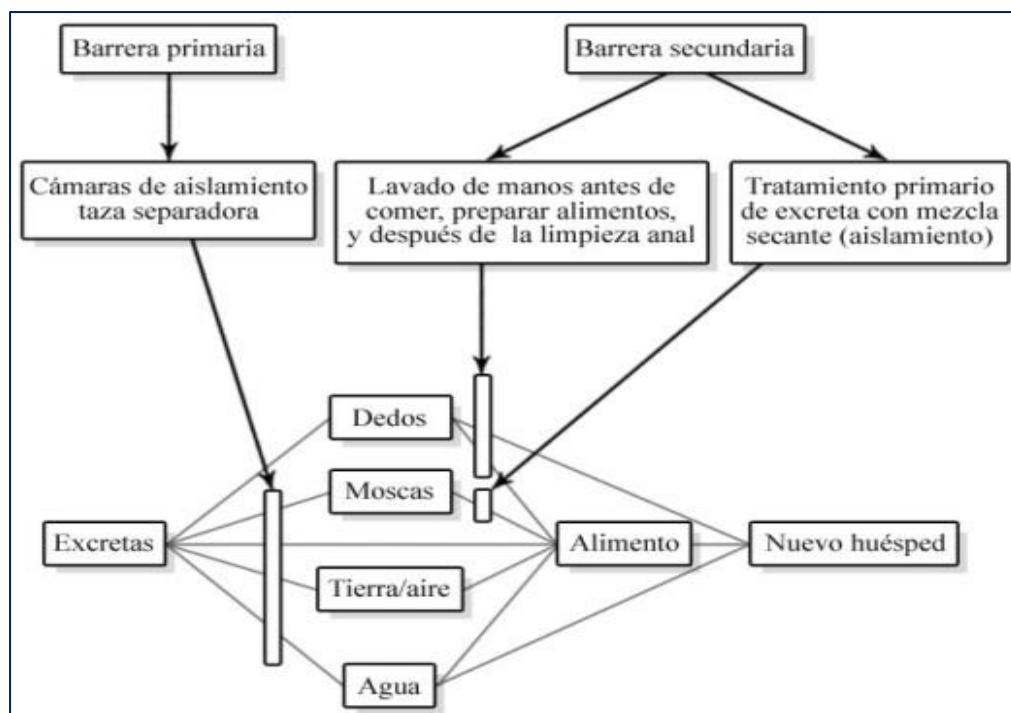 Barrera primaria
Barrera secundaria
Cámaras de aislamiento
taza separadora
Lavado de manos antes de
comer, preparar alimentos,
y después de la limpieza anal
Tratamiento primario
de excreta con mezcla
secante (aislamiento)
Dedos
Moscas
Excretas
Alimento
Nuevo huésped
Tierra/aire
Agua